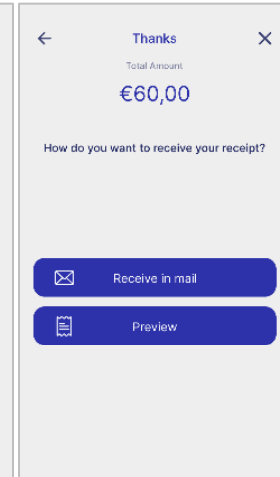 Thanks
Total Amount
€60,00
How do you want to receive your receipt?
Receive in mail
Preview